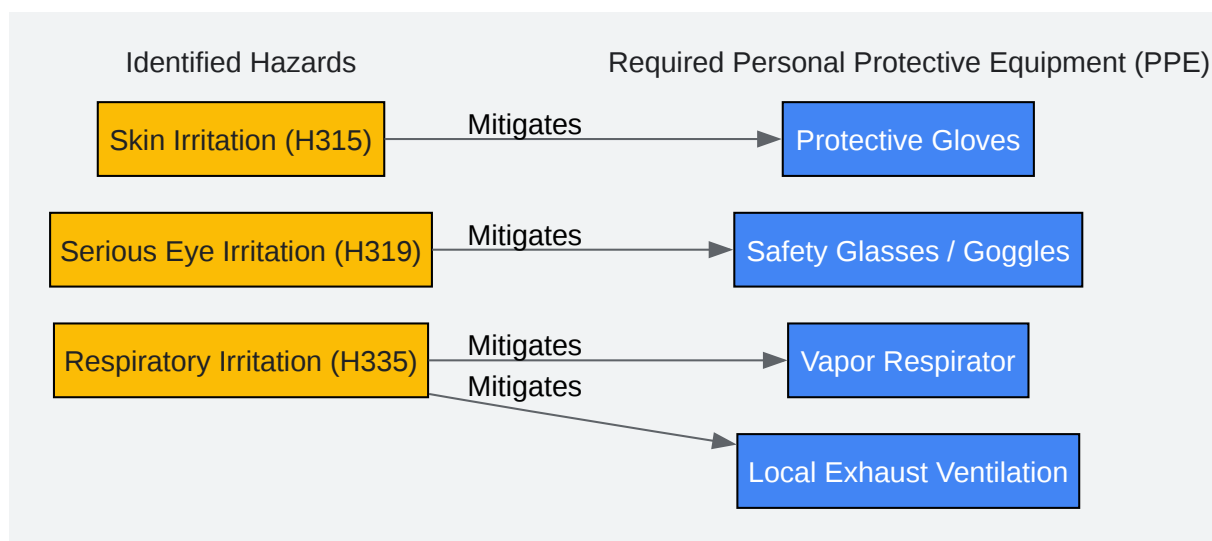 Identified Hazards
Required Personal Protective Equipment (PPE)
Skin Irritation (H315)
Mitigates
Protective Gloves
Serious Eye Irritation (H319)
Mitigates
Safety Glasses / Goggles
Respiratory Irritation (H335)
Mitigates
Vapor Respirator
Mitigates
Local Exhaust Ventilation